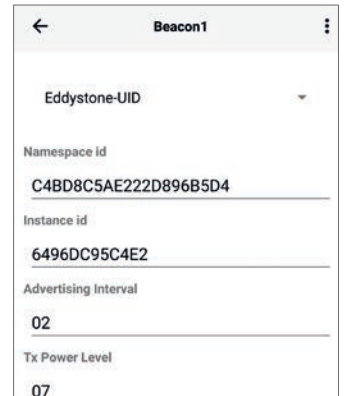 Beacon1
Eddystone-UID
Namespace id
C4BD8C5AE222D896B5D4
Instance id
6496DC95C4E2
Advertising Interval
02
Tx Power Level
07